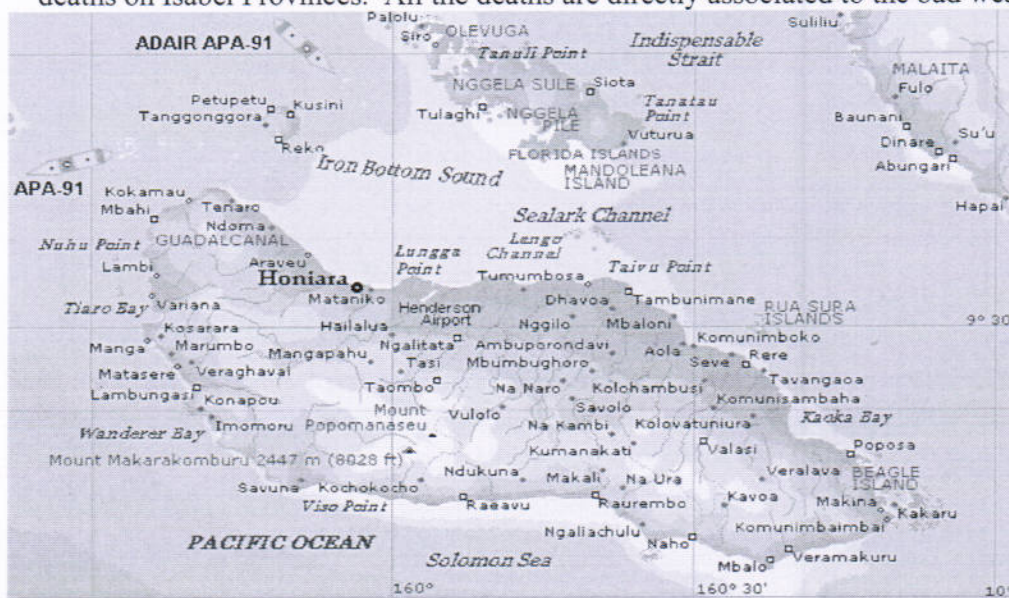 deaths on Isabel Provinces. All the deaths are directly associated to the bad
Palolu
Suliliu
ADAIR APA-91
Siro
OLEVUGA
Tanuli Point
Indispensable
Strait
MALAITA
NGGELA SULE
Siota
Fulo
Petupetu
Kusini
Tanatau
Point
Tanggonggora
Tulaghi
NGGELA
PILE
Baunani
Vuturua
Dinare
Su'u
Reko
FLORIDA ISLANDS
MANDOLEANA
ISLAND
Abungari
Iron Bottom Sound
APA-91
Kokamau
Mbahi
Tenaro
Ndoma
Hapai
Sealark Channel
Nuhu Point
GUADALCANAL
Lungga
Point
Lengo
Channel
Lambi
Araveu
Taivu Point
Honiara
Tumumbosa
Tiaro Bay
Variana
Mataniko
Henderson
Airport
Dhavoa
Tambunimane
RUA SURA
ISLANDS
Kosarara
Hailalua
Nggilo
Mbaloni
9° 30
Manga
Marumbo
Mangapahu
Ngalitata
Ambuporondavi
Komunimboko
Aola
Rere
Matasere
Veraghavai
Tasi
Mbumbughoro
Seve
Tavangaoa
Lambungasi
Taombo
Na Naro
Kolohambusi
Konapou
Mount
Popomanaseu
Vulolo
Savolo
Komunisambaha
Kaoka Bay
Wanderer Bay
Imomoru
Na Kambi
Kolovatuniura
Mount Makarakomburu 2447 m (8028 ft)
Kumanakati
Valasi
Poposa
Ndukuna
Makali
Veralava
BEAGLE
ISLAND
Savuna
Kochokocho
Na Ura
Kavoa
Makina
Viso Point
Raeavu
Raurembo
Kakaru
Ngaliachulu
Komunimbaimbai
PACIFIC OCEAN
Naho
Veramakuru
Solomon Sea
Mbalo
160°
160° 30'
10